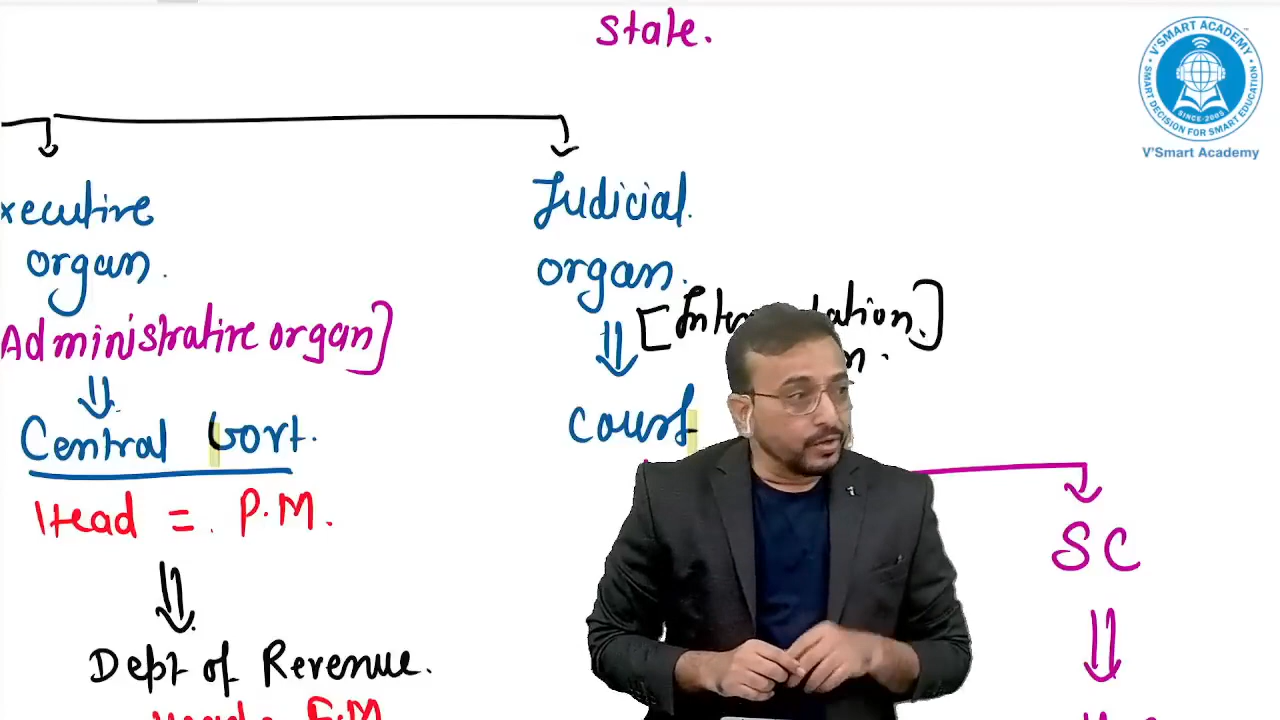 State.
xecutive
organ.
Administrative organ]
Central Govt.
Head = P.M.
Dept of Revenue.
Head = F.M
Judicial
organ.
court
SC
V'SMART ACADEMY
SMART DECISION FOR SMART EDUCATION
SINCE-2005
V'Smart Academy